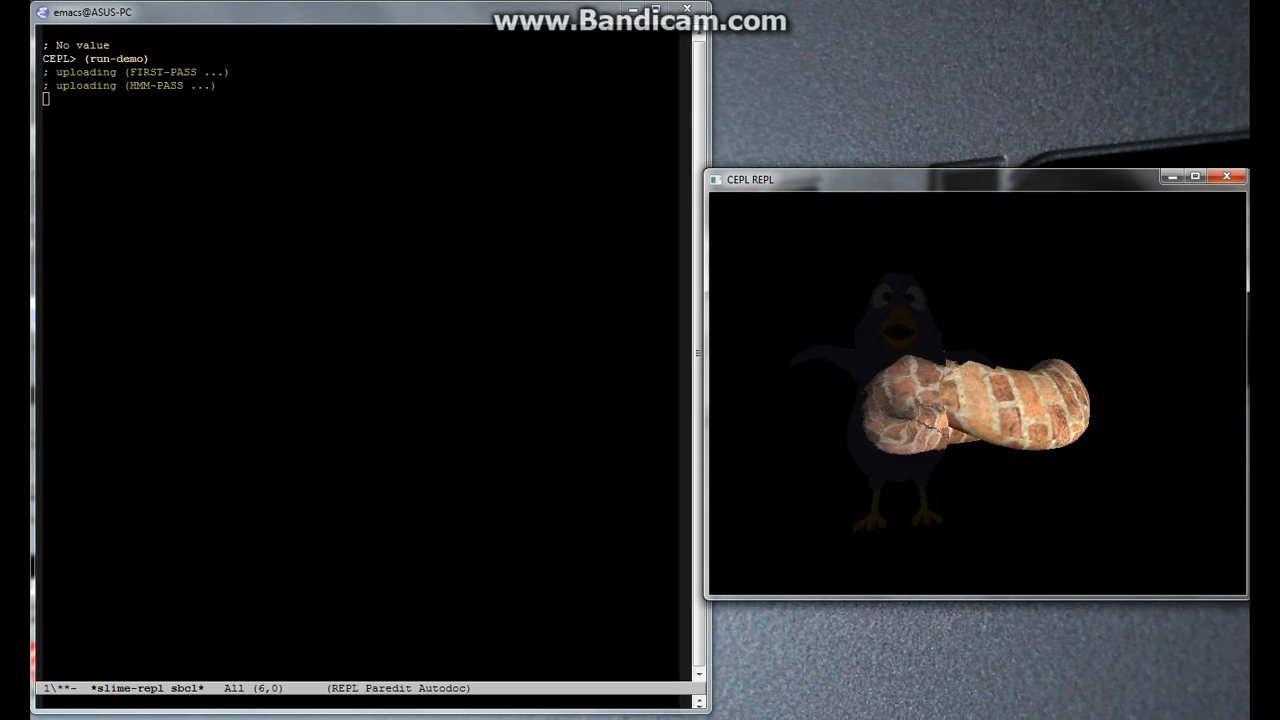 emacs@ASUS-PC
www.Bandicam.com
; No value
CEPL> (run-demo)
; uploading (FIRST-PASS ...)
; uploading (HMM-PASS ...)
CEPL REPL
1\**-  *slime-repl sbcl*   All (6,0)      (REPL Paredit Autodoc)